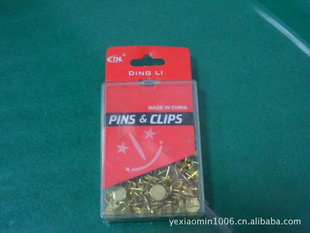 DL
DING LI
MADE IN CHINA
PINS & CLIPS
yexiaomin1006.cn.alibaba.com